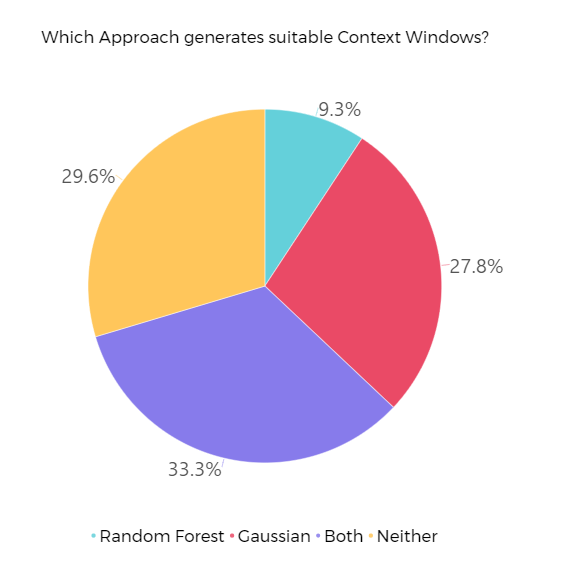 Which Approach generates suitable Context Windows?
9.3%
29.6%
27.8%
33.3%
Random Forest Gaussian Both Neither